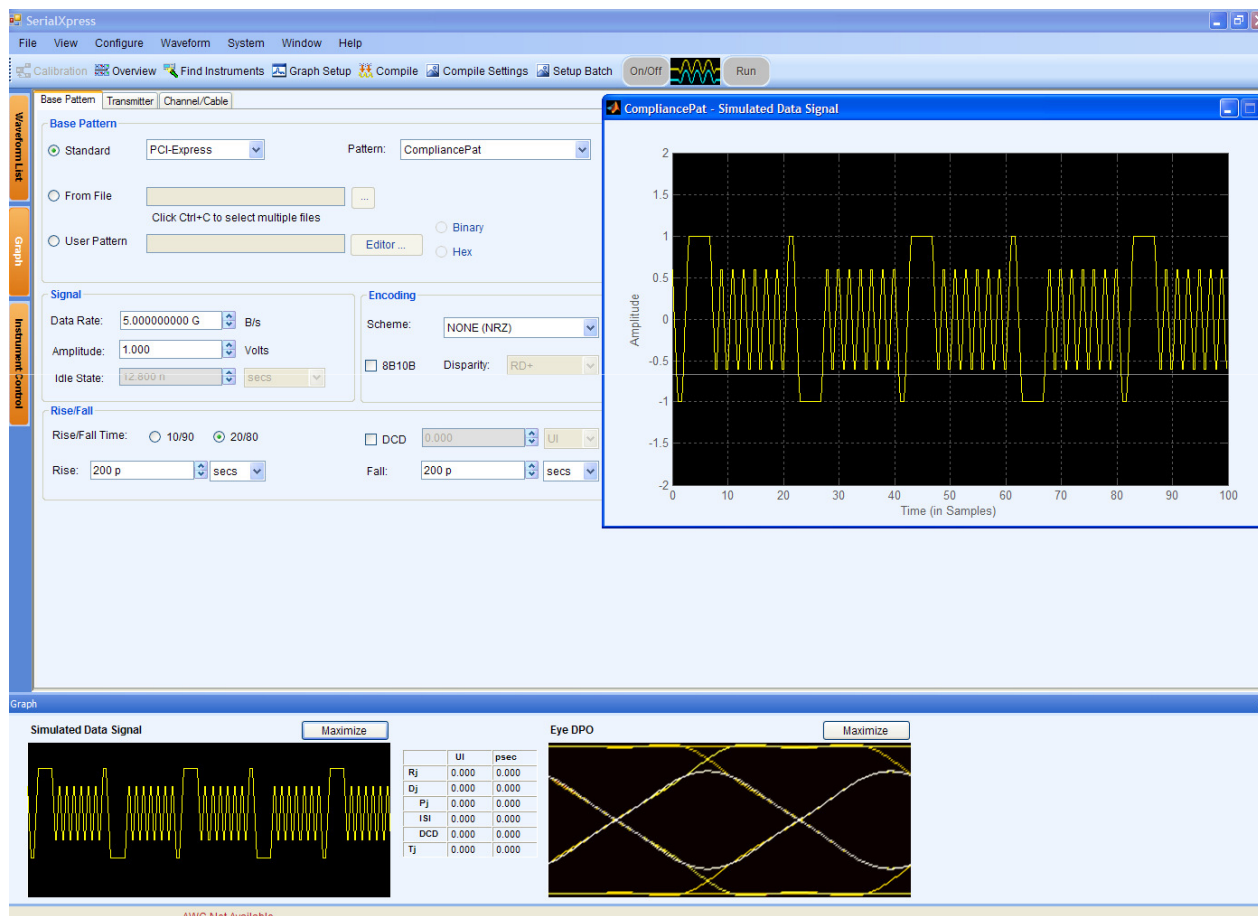 SerialXpress
File View Configure Waveform System Window Help
Calibration Overview Find Instruments Graph Setup Compile Compile Settings Setup Batch On/Off Run
Waveform List
Graph
Instrument Control
Base Pattern Transmitter Channel/Cable
Base Pattern
Standard PCI-Express Pattern: CompliancePat
From File ...
Click Ctrl+C to select multiple files
User Pattern Editor ... Binary
Hex
Signal
Data Rate: 5.000000000 G B/s
Amplitude: 1.000 Volts
Idle State: 12.800 n secs
Encoding
Scheme: NONE (NRZ)
8B10B Disparity: RD+
Rise/Fall
Rise/Fall Time: 10/90 20/80 DCD 0.000 UI
Rise: 200 p secs Fall: 200 p secs
CompliancePat - Simulated Data Signal
2
1.5
1
0.5
0
-0.5
-1
-1.5
-2
Amplitude
0 10 20 30 40 50 60 70 80 90 100
Time (in Samples)
Graph
Simulated Data Signal Maximize
UI psec
Rj 0.000 0.000
Dj 0.000 0.000
Pj 0.000 0.000
ISI 0.000 0.000
DCD 0.000 0.000
Tj 0.000 0.000
Eye DPO Maximize
AWG Not Available